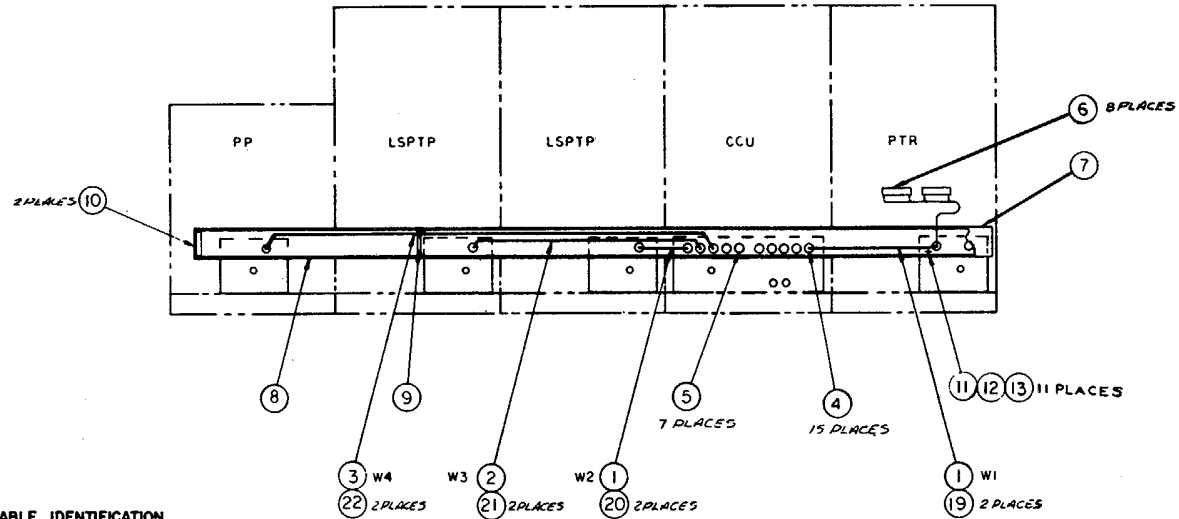 6 8 PLACES
PP LSPTP LSPTP CCU PTR
7
2 PLACES 10
8 9 5 4 11 12 13 11 PLACES
7 PLACES 15 PLACES
3 W4 W3 2 W2 1 1 W1
22 2 PLACES 21 2 PLACES 20 2 PLACES 19 2 PLACES